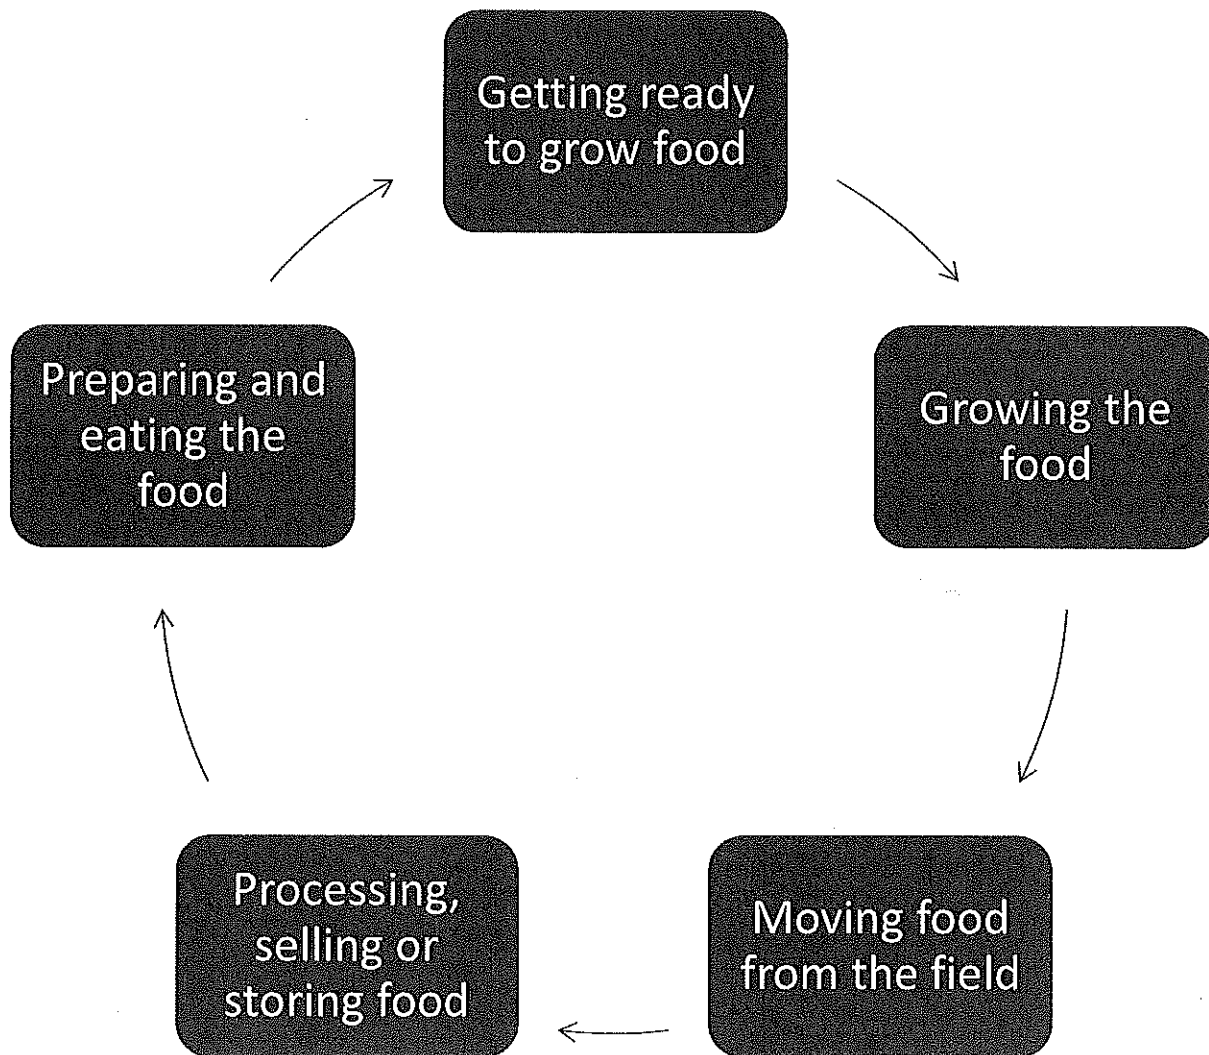 Getting ready
to grow food
Growing the
food
Moving food
from the field
Processing,
selling or
storing food
Preparing and
eating the
food